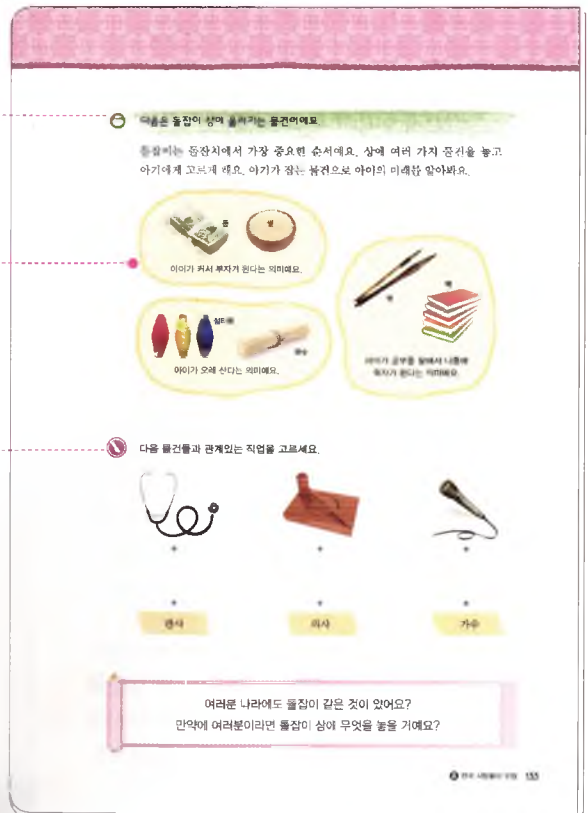 다음은 돌잡이 상에 올라가는 물건이에요.
돌잡이는 돌잔치에서 가장 중요한 순서예요. 상에 여러 가지 물건을 놓고
아기에게 고르게 해요. 아기가 잡는 물건으로 아이의 미래를 알아봐요.
돈
쌀
아이가 커서 부자가 된다는 의미예요.
실타래
국수
아이가 오래 산다는 의미예요.
붓
책
아이가 공부를 잘해서 나중에
학자가 된다는 의미예요.
다음 물건들과 관계있는 직업을 고르세요.
판사
의사
가수
여러분 나라에도 돌잡이 같은 것이 있어요?
만약에 여러분이라면 돌잡이 상에 무엇을 놓을 거예요?